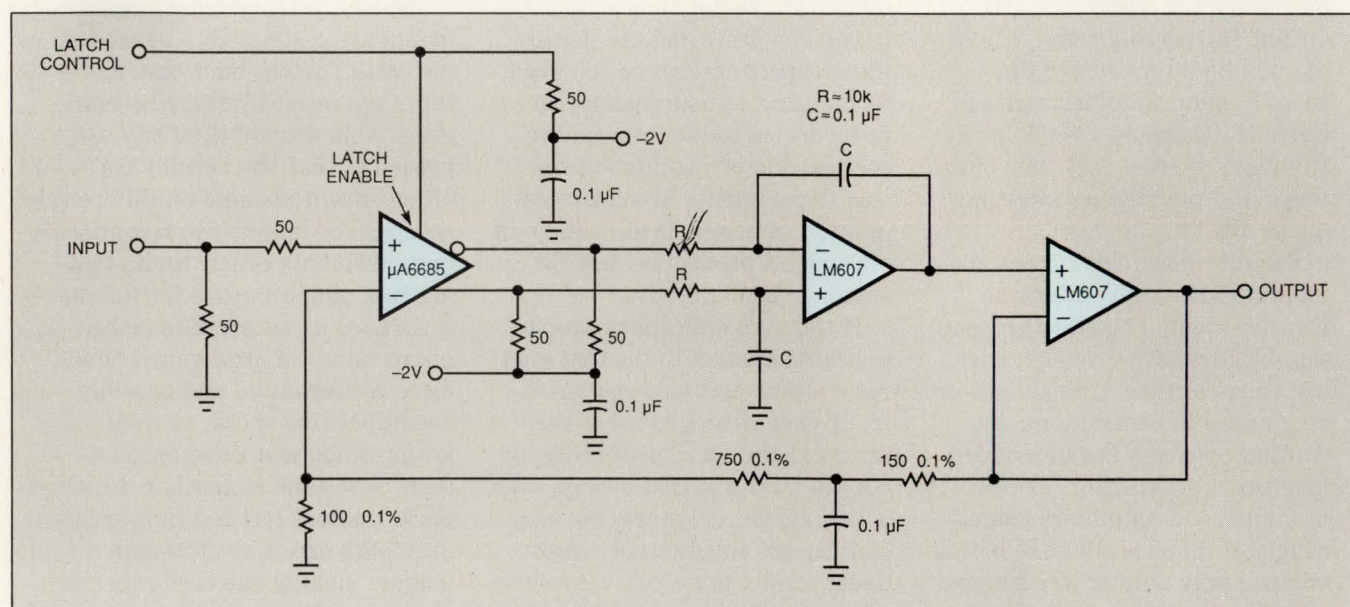 LATCH
CONTROL
50
R≈10k
C≈0.1 µF
−2V
C
LATCH
ENABLE
0.1 µF
INPUT
50
+
µA6685
−
R
R
−
LM607
+
+
LM607
−
OUTPUT
50
50
50
C
−2V
0.1 µF
750 0.1%
150 0.1%
100 0.1%
0.1 µF